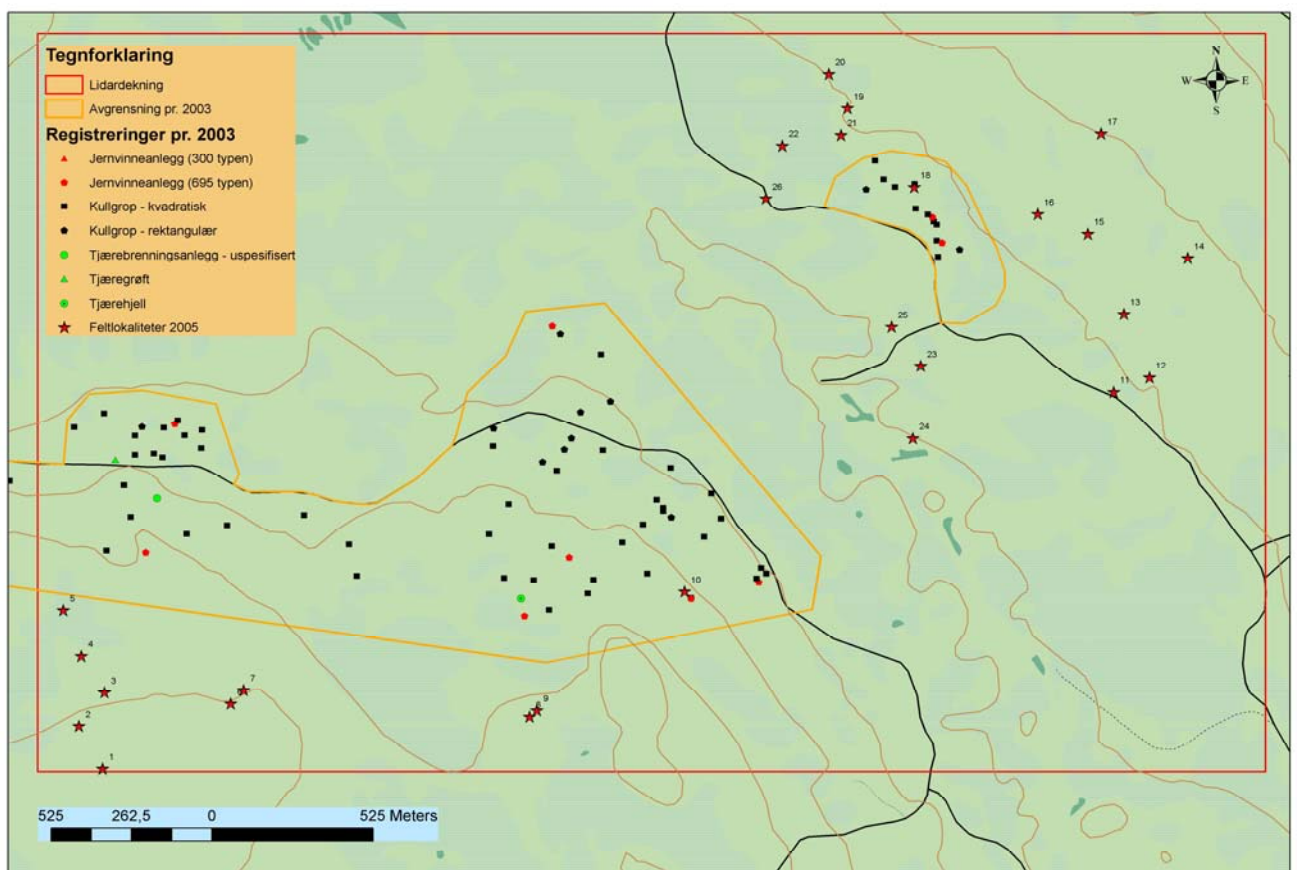 Tegnforklaring
Lidardekning
Avgrensning pr. 2003
Registreringer pr. 2003
Jernvinneanlegg (300 typen)
Jernvinneanlegg (695 typen)
Kullgrop - kvadratisk
Kullgrop - rektangulær
Tjærebrenningsanlegg - uspesifisert
Tjæregrøft
Tjærehjell
Feltlokaliteter 2005
N
W E
S
20
19
21
22
17
18
26
16
15
14
13
25
23
12
11
24
10
5
4
3
7
2
9
8
1
525 262,5 0 525 Meters